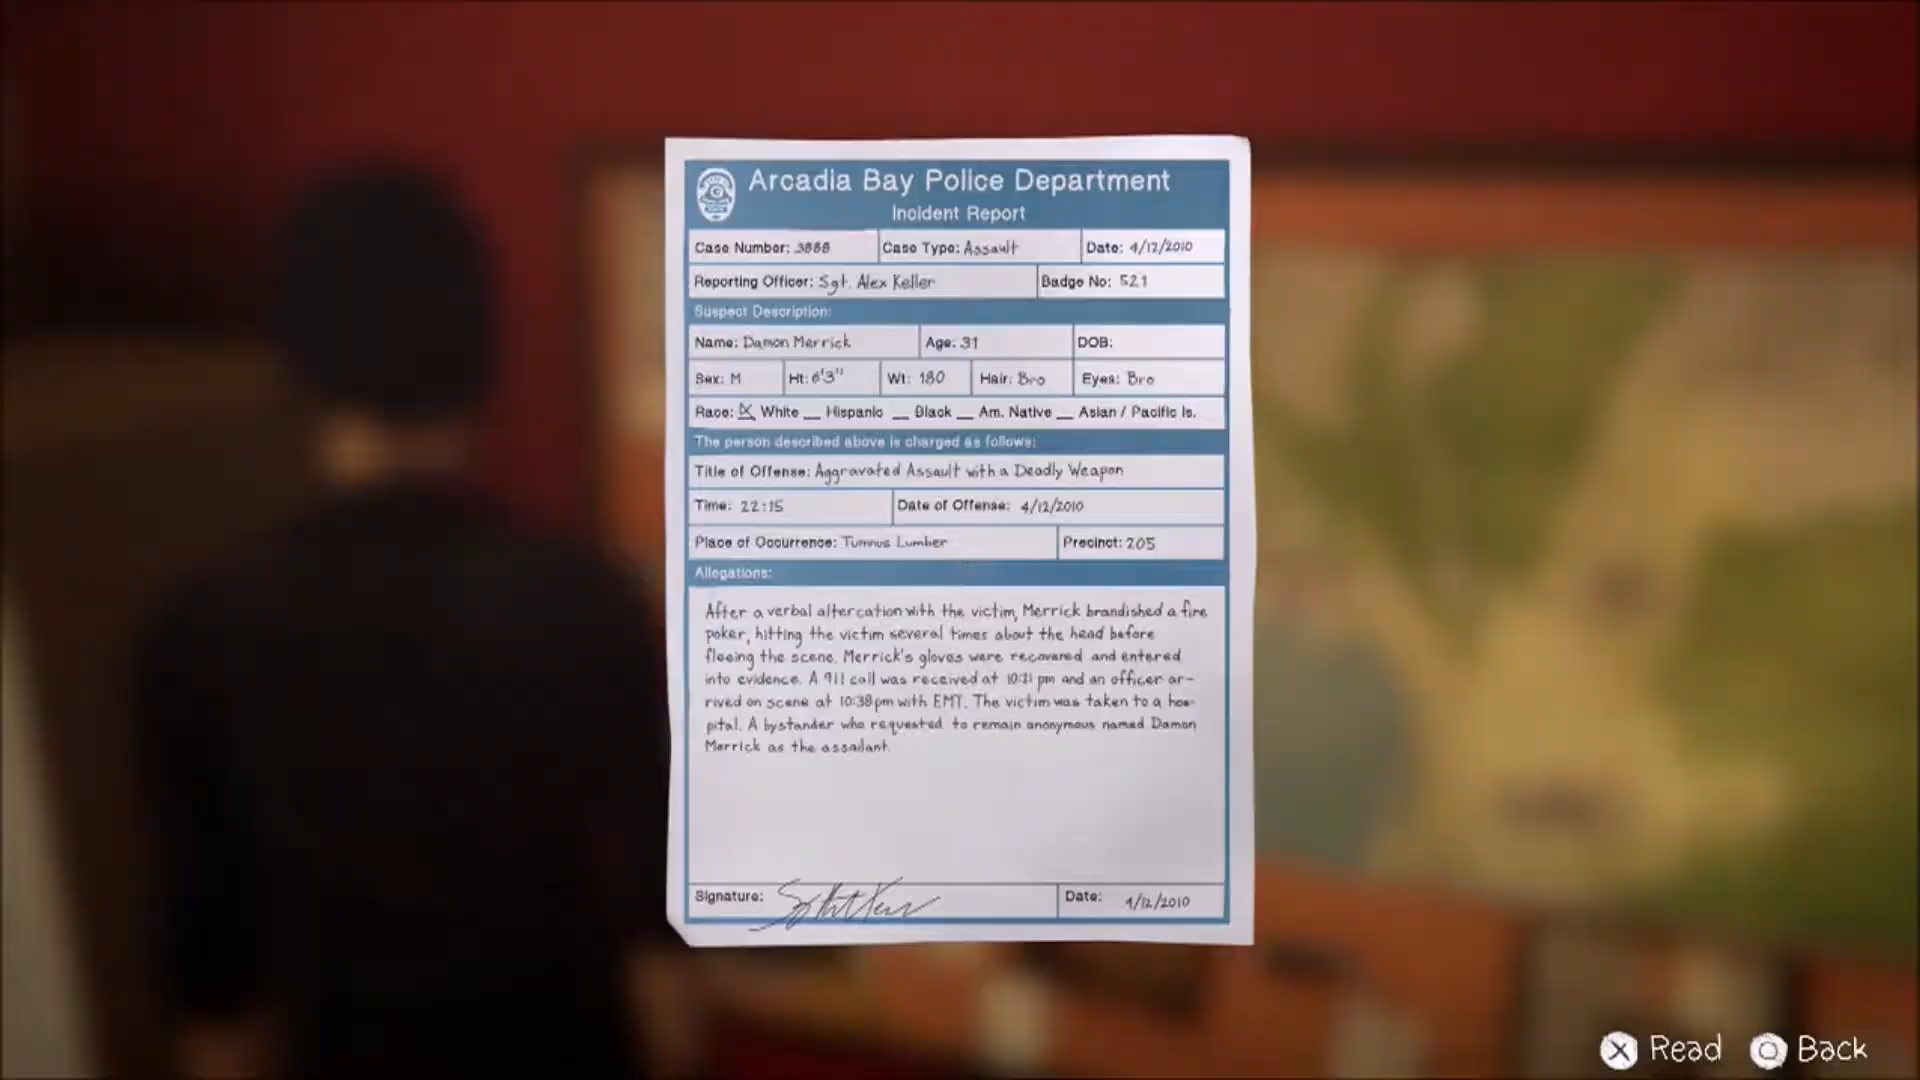 Arcadia Bay Police Department
Incident Report
Case Number: 3888 Case Type: Assault Date: 4/12/2010
Reporting Officer: Sgt. Alex Keller Badge No: 521
Suspect Description:
Name: Damon Merrick Age: 31 DOB:
Sex: M Ht: 6'3" Wt: 180 Hair: Bro Eyes: Bro
Race: X White __ Hispanic __ Black __ Am. Native __ Asian / Pacific Is.
The person described above is charged as follows:
Title of Offense: Aggravated Assault with a Deadly Weapon
Time: 22:15 Date of Offense: 4/12/2010
Place of Occurrence: Tumnus Lumber Precinct: 205
Allegations:
After a verbal altercation with the victim, Merrick brandished a fire
poker, hitting the victim several times about the head before
fleeing the scene. Merrick's gloves were recovered and entered
into evidence. A 911 call was received at 10:21 pm and an officer ar-
rived on scene at 10:38pm with EMT. The victim was taken to a hos-
pital. A bystander who requested to remain anonymous named Damon
Merrick as the assailant.
Signature: Date: 4/12/2010
Read Back